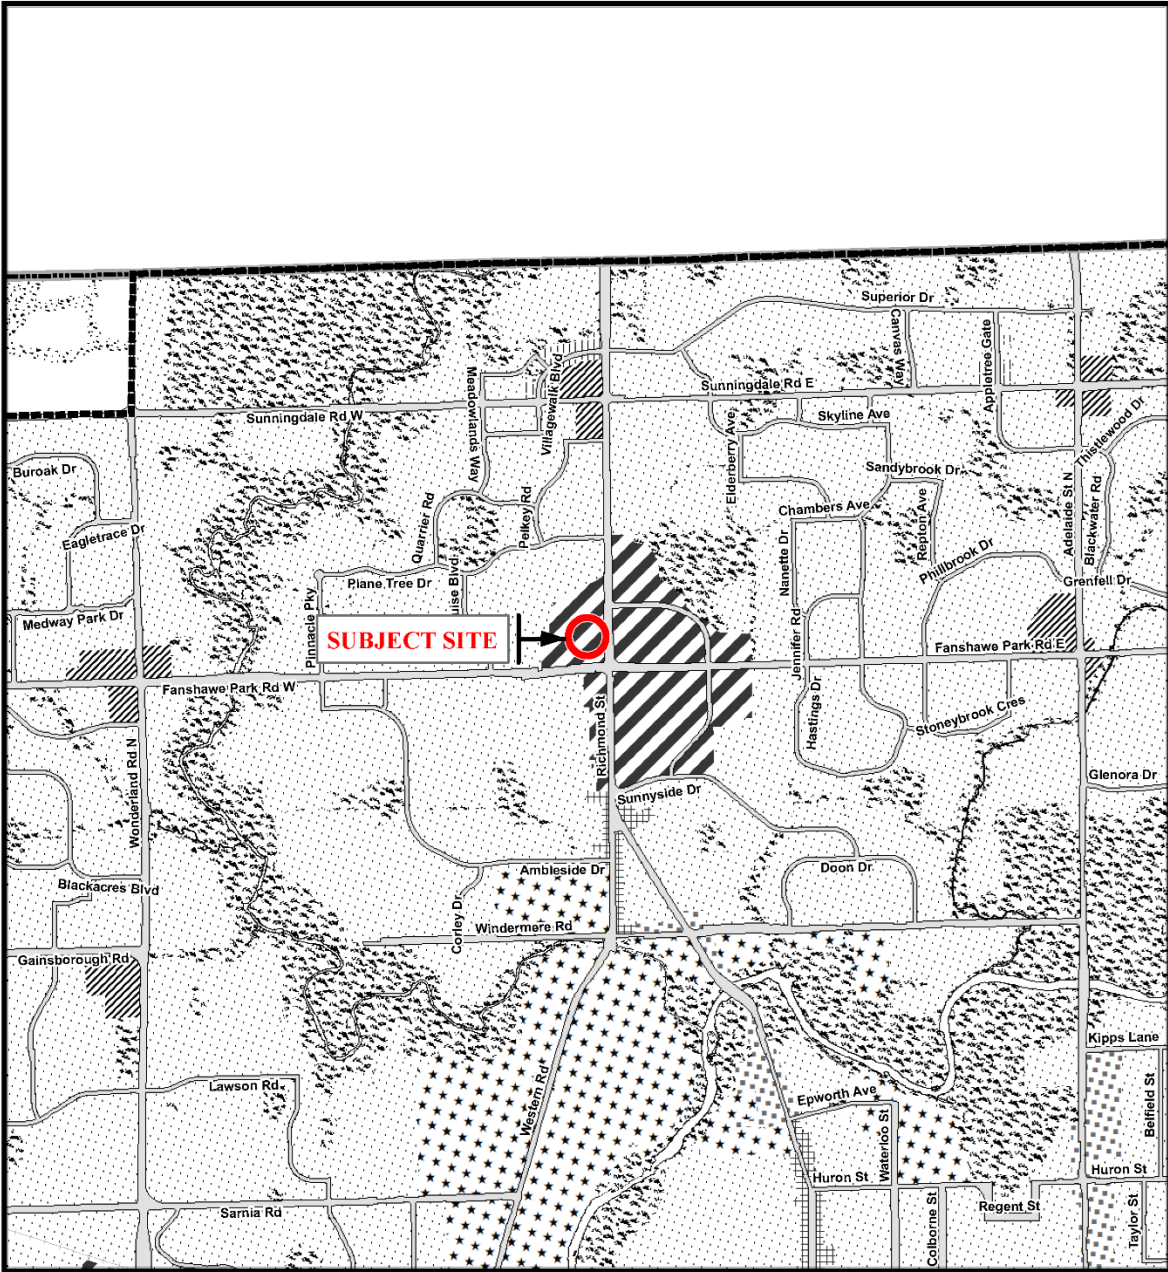 Superior Dr
Canvas Way
Appletree Gate
Meadowlands Way
Villagewalk Blvd
Sunningdale Rd E
Sunningdale Rd W
Skyline Ave
Thistlewood Dr
Elderberry Ave
Buroak Dr
Sandybrook Dr
Adelaide St N
Blackwater Rd
Quarrier Rd
Pelkey Rd
Chambers Ave
Repton Ave
Eagletrace Dr
Nanette Dr
Philbrook Dr
Plane Tree Dr
uise Blvd
Grenfell Dr
Medway Park Dr
Pinnacle Pky
SUBJECT SITE
Jennifer Rd
Fanshawe Park Rd E
Fanshawe Park Rd W
Richmond St
Hastings Dr
Stoneybrook Cres
Wonderland Rd N
Glenora Dr
Sunnyside Dr
Ambleside Dr
Doon Dr
Blackacres Blvd
Corley Dr
Windermere Rd
Gainsborough Rd
Kipps Lane
Lawson Rd
Western Rd
Epworth Ave
Belfield St
Waterloo St
Huron St
Huron St
Sarnia Rd
Colborne St
Regent St
Taylor St